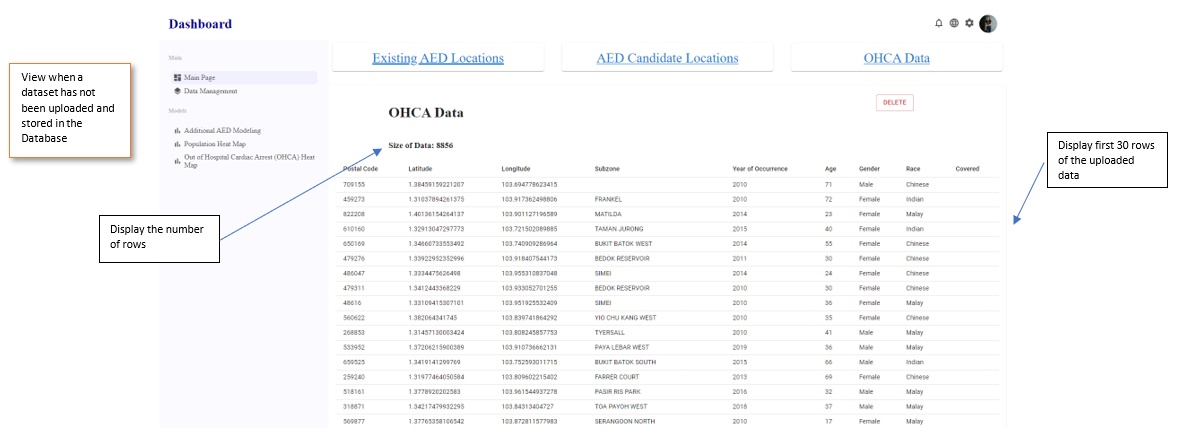 Dashboard
View when a
dataset has not
been uploaded and
stored in the
Database
Main
Main Page
Data Management
Models
Additional AED Modeling
Population Heat Map
Out of Hospital Cardiac Arrest (OHCA) Heat
Map
Existing AED Locations
AED Candidate Locations
OHCA Data
DELETE
OHCA Data
Size of Data: 8856
Display the number
of rows
Display first 30 rows
of the uploaded
data
Postal Code Latitude Longitude Subzone Year of Occurrence Age Gender Race Covered
709155 1.38459159221207 103.694778623415 2010 71 Male Chinese
459273 1.31037894261375 103.917362498806 FRANKEL 2010 72 Female Indian
822208 1.40136154264137 103.901127196589 MATILDA 2014 23 Female Malay
610160 1.32913047297773 103.721502089885 TAMAN JURONG 2015 40 Female Indian
650169 1.34660733553492 103.740909286964 BUKIT BATOK WEST 2014 55 Female Chinese
479276 1.33922952352996 103.918407544173 BEDOK RESERVOIR 2011 30 Female Chinese
486047 1.3334475626498 103.955310837048 SIMEI 2014 24 Female Chinese
479311 1.3412443368229 103.933052701255 BEDOK RESERVOIR 2010 30 Female Chinese
48616 1.33109415307101 103.951925532409 SIMEI 2010 36 Female Malay
560622 1.382064341745 103.839741864292 YIO CHU KANG WEST 2010 35 Female Chinese
268853 1.31457130003424 103.808245857753 TYERSALL 2010 41 Male Malay
533952 1.37206215900389 103.910736662131 PAYA LEBAR WEST 2019 36 Male Malay
659525 1.3419141299769 103.752593011715 BUKIT BATOK SOUTH 2015 66 Male Indian
259240 1.31977464050584 103.809602215402 FARRER COURT 2013 69 Female Chinese
518161 1.3778920202583 103.961544937278 PASIR RIS PARK 2016 32 Male Malay
318871 1.34217479932295 103.84313404727 TOA PAYOH WEST 2018 37 Male Malay
569877 1.37765358106542 103.872811577983 SERANGOON NORTH 2010 17 Female Malay